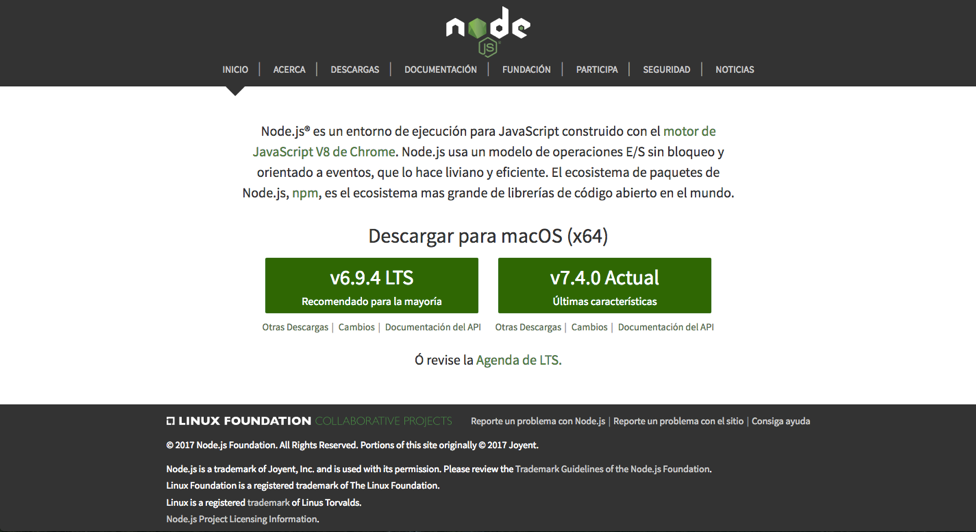 node
JS
INICIO | ACERCA | DESCARGAS | DOCUMENTACIÓN | FUNDACIÓN | PARTICIPA | SEGURIDAD | NOTICIAS
Node.js® es un entorno de ejecución para JavaScript construido con el motor de
JavaScript V8 de Chrome. Node.js usa un modelo de operaciones E/S sin bloqueo y
orientado a eventos, que lo hace liviano y eficiente. El ecosistema de paquetes de
Node.js, npm, es el ecosistema mas grande de librerías de código abierto en el mundo.
Descargar para macOS (x64)
v6.9.4 LTS
Recomendado para la mayoría
Otras Descargas | Cambios | Documentación del API
v7.4.0 Actual
Últimas características
Otras Descargas | Cambios | Documentación del API
Ó revise la Agenda de LTS.
LINUX FOUNDATION COLLABORATIVE PROJECTS
Reporte un problema con Node.js | Reporte un problema con el sitio | Consiga ayuda
© 2017 Node.js Foundation. All Rights Reserved. Portions of this site originally © 2017 Joyent.
Node.js is a trademark of Joyent, Inc. and is used with its permission. Please review the Trademark Guidelines of the Node.js Foundation.
Linux Foundation is a registered trademark of The Linux Foundation.
Linux is a registered trademark of Linus Torvalds.
Node.js Project Licensing Information.